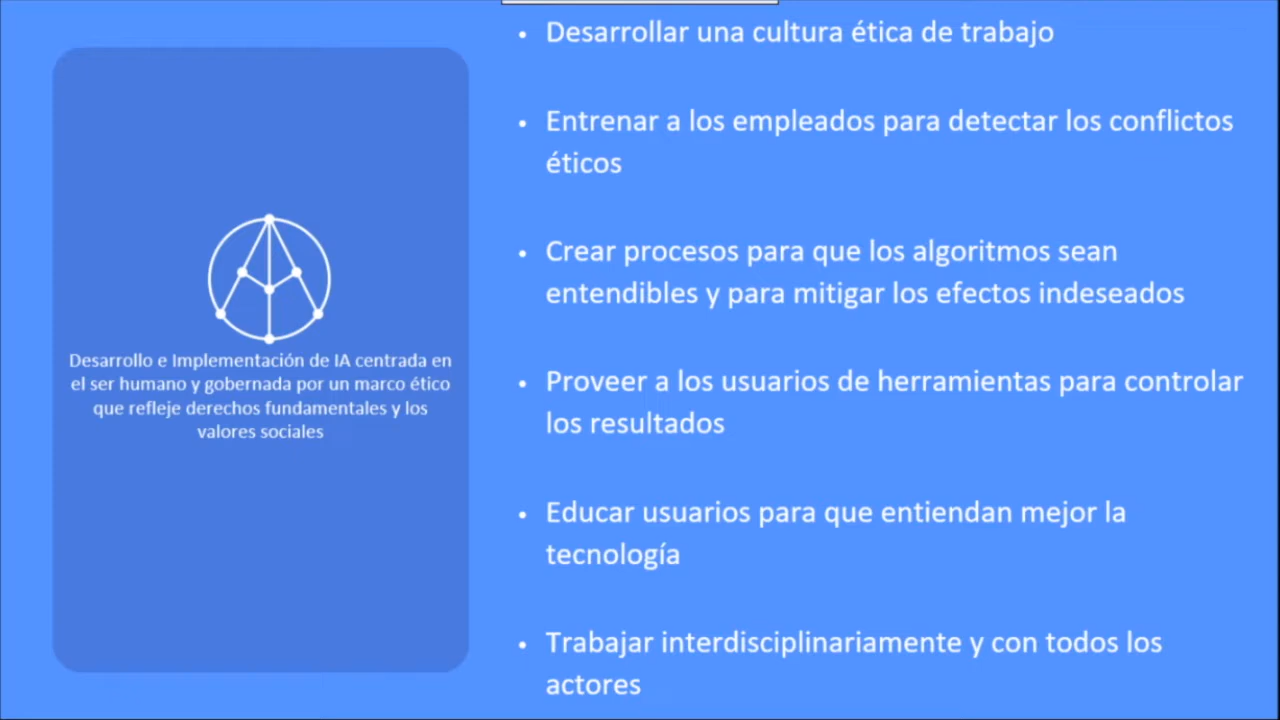 Desarrollo e Implementación de IA centrada en
el ser humano y gobernada por un marco ético
que refleje derechos fundamentales y los
valores sociales
• Desarrollar una cultura ética de trabajo
• Entrenar a los empleados para detectar los conflictos
éticos
• Crear procesos para que los algoritmos sean
entendibles y para mitigar los efectos indeseados
• Proveer a los usuarios de herramientas para controlar
los resultados
• Educar usuarios para que entiendan mejor la
tecnología
• Trabajar interdisciplinariamente y con todos los
actores